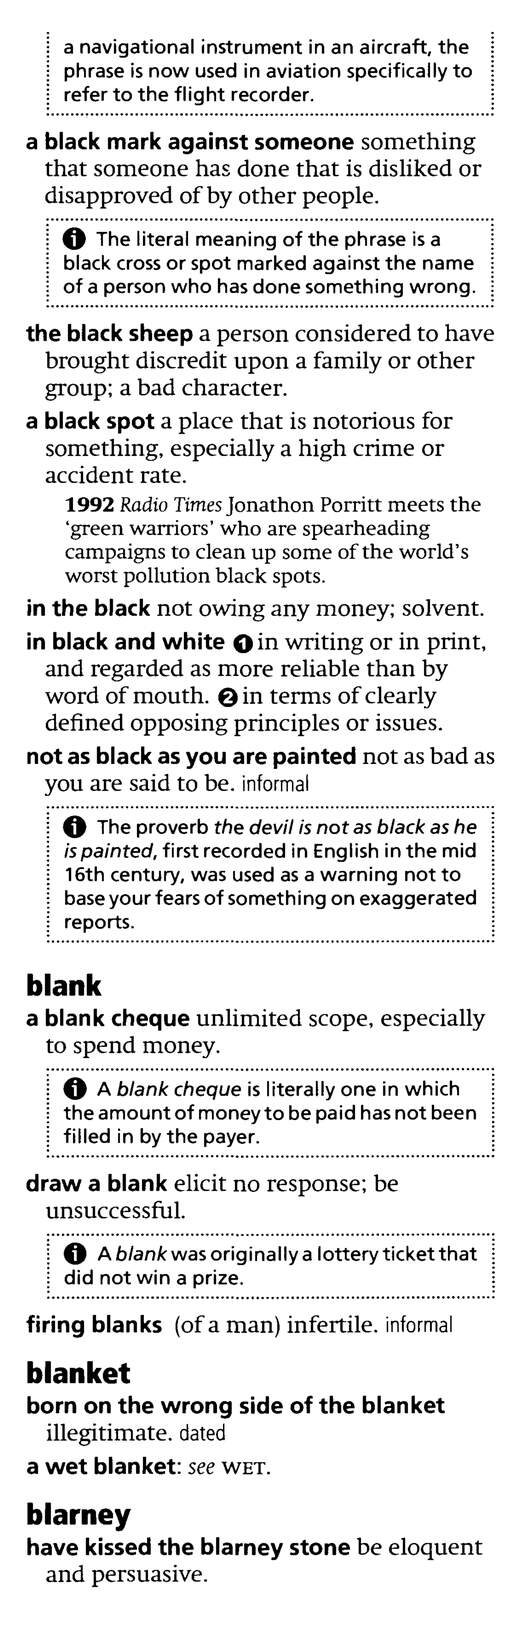 a navigational instrument in an aircraft, the
phrase is now used in aviation specifically to
refer to the flight recorder.
a black mark against someone something
that someone has done that is disliked or
disapproved of by other people.
ⓘ The literal meaning of the phrase is a
black cross or spot marked against the name
of a person who has done something wrong.
the black sheep a person considered to have
brought discredit upon a family or other
group; a bad character.
a black spot a place that is notorious for
something, especially a high crime or
accident rate.
1992 Radio Times Jonathon Porritt meets the
‘green warriors’ who are spearheading
campaigns to clean up some of the world’s
worst pollution black spots.
in the black not owing any money; solvent.
in black and white ❶ in writing or in print,
and regarded as more reliable than by
word of mouth. ❷ in terms of clearly
defined opposing principles or issues.
not as black as you are painted not as bad as
you are said to be. informal
ⓘ The proverb the devil is not as black as he
is painted, first recorded in English in the mid
16th century, was used as a warning not to
base your fears of something on exaggerated
reports.
blank
a blank cheque unlimited scope, especially
to spend money.
ⓘ A blank cheque is literally one in which
the amount of money to be paid has not been
filled in by the payer.
draw a blank elicit no response; be
unsuccessful.
ⓘ A blank was originally a lottery ticket that
did not win a prize.
firing blanks (of a man) infertile. informal
blanket
born on the wrong side of the blanket
illegitimate. dated
a wet blanket: see WET.
blarney
have kissed the blarney stone be eloquent
and persuasive.